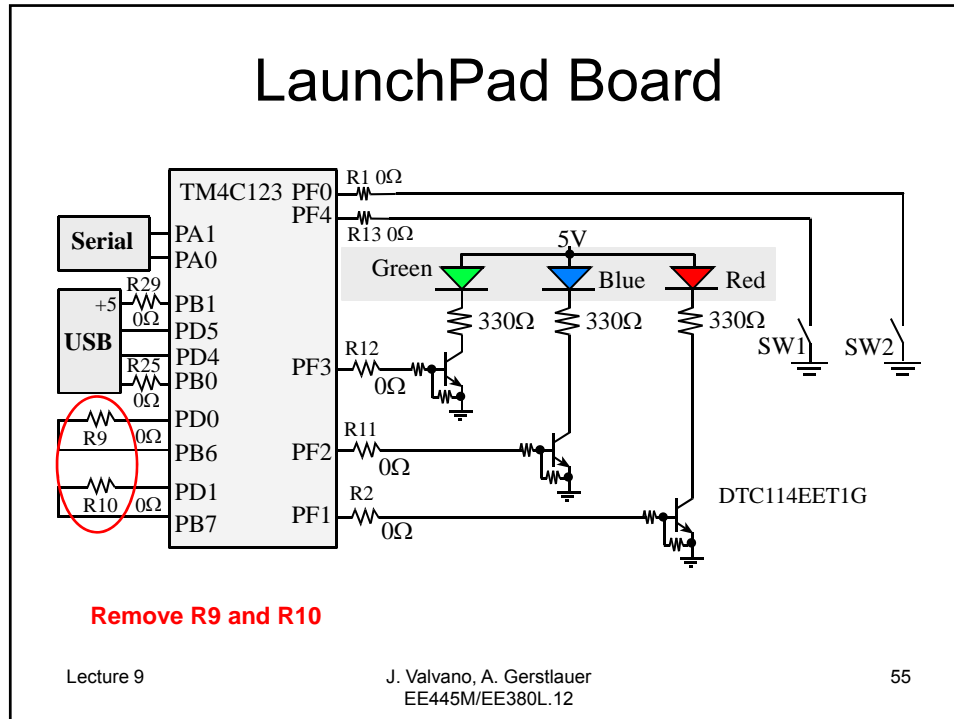 LaunchPad Board
TM4C123
PF0
R1 0Ω
PF4
R13 0Ω
Serial
PA1
PA0
5V
Green
Blue
Red
R29
+5
0Ω
PB1
USB
PD5
PD4
R25
PB0
0Ω
330Ω
330Ω
330Ω
SW1
SW2
PF3
R12
0Ω
PD0
R9
0Ω
PB6
PF2
R11
0Ω
PD1
R10
0Ω
PB7
PF1
R2
0Ω
DTC114EET1G
Remove R9 and R10
Lecture 9
J. Valvano, A. Gerstlauer
EE445M/EE380L.12
55